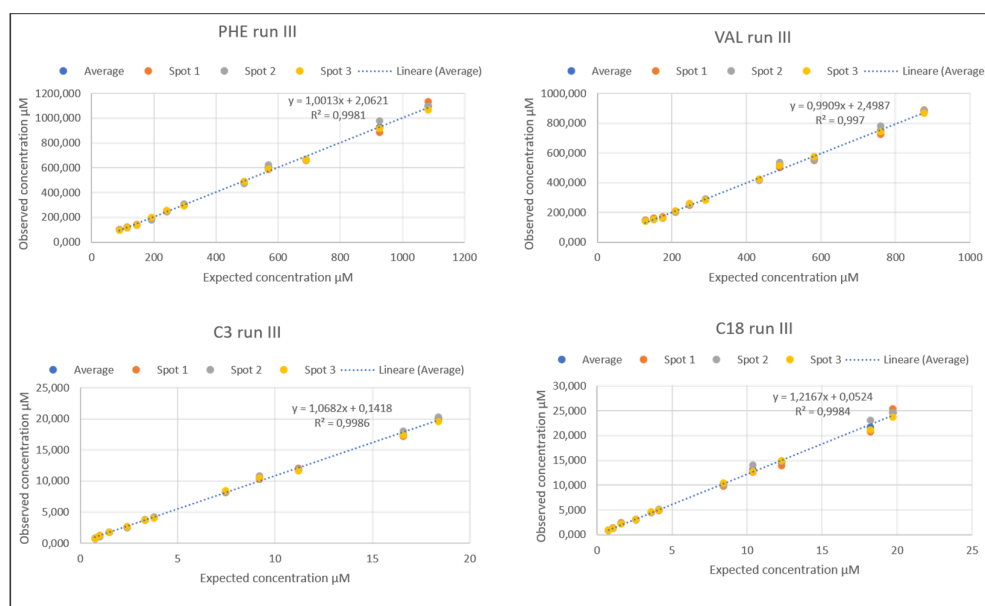 PHE run III
Average Spot 1 Spot 2 Spot 3 Lineare (Average)
1200,000
1000,000
800,000
600,000
400,000
200,000
0,000
y = 1,0013x + 2,0621
R² = 0,9981
0 200 400 600 800 1000 1200
Observed concentration µM
Expected concentration µM
VAL run III
Average Spot 1 Spot 2 Spot 3 Lineare (Average)
1000,000
800,000
600,000
400,000
200,000
0,000
y = 0,9909x + 2,4987
R² = 0,997
0 200 400 600 800 1000
Observed concentration µM
Expected concentration µM
C3 run III
Average Spot 1 Spot 2 Spot 3 Lineare (Average)
25,000
20,000
15,000
10,000
5,000
0,000
y = 1,0682x + 0,1418
R² = 0,9986
0 5 10 15 20
Observed concentration µM
Expected concentration µM
C18 run III
Average Spot 1 Spot 2 Spot 3 Lineare (Average)
30,000
25,000
20,000
15,000
10,000
5,000
0,000
y = 1,2167x + 0,0524
R² = 0,9984
0 5 10 15 20 25
Observed concentration µM
Expected concentration µM